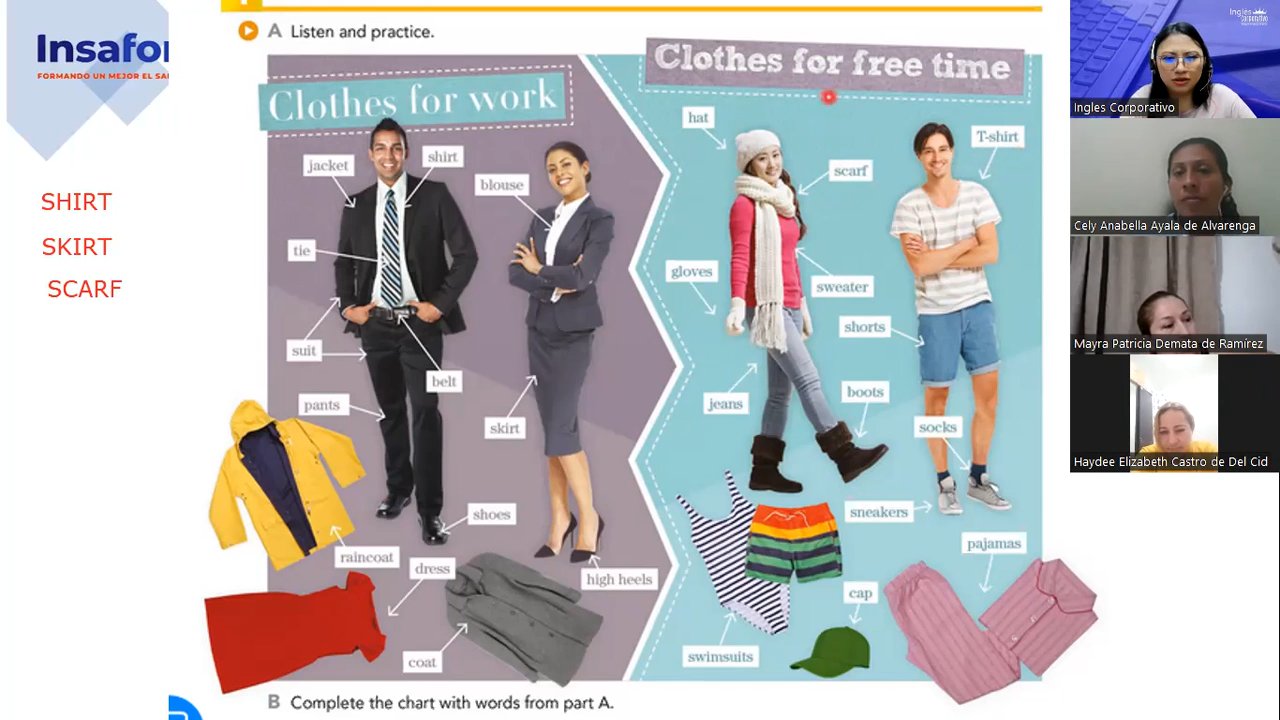 Insafor
FORMANDO UN MEJOR EL SA
SHIRT
SKIRT
SCARF
A Listen and practice.
Clothes for work
Clothes for free time
jacket
shirt
blouse
tie
suit
belt
pants
skirt
shoes
raincoat
dress
high heels
coat
hat
T-shirt
scarf
gloves
sweater
shorts
jeans
boots
socks
sneakers
pajamas
cap
swimsuits
B Complete the chart with words from part A.
Ingles
Ingles Corporativo
Cely Anabella Ayala de Alvarenga
Mayra Patricia Demata de Ramírez
Haydee Elizabeth Castro de Del Cid